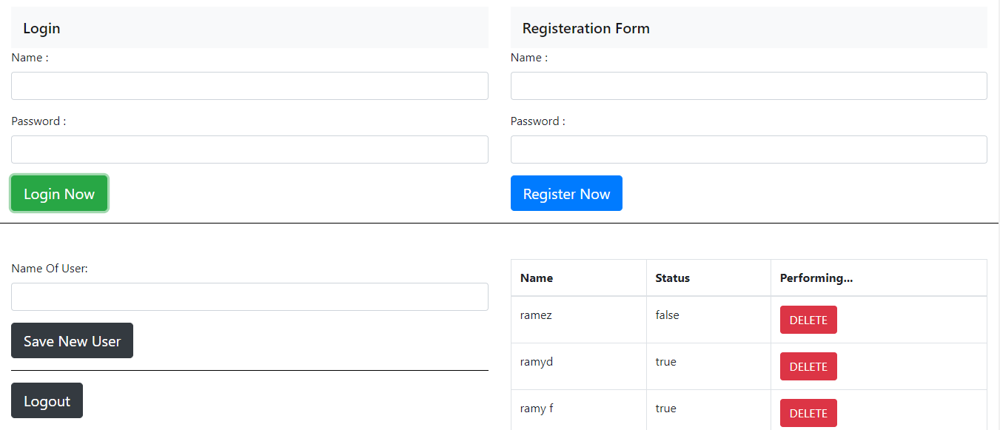 Login
Name :
Password :
Login Now
Registeration Form
Name :
Password :
Register Now
Name Of User:
Save New User
Logout
Name Status Performing...
ramez false DELETE
ramyd true DELETE
ramy f true DELETE